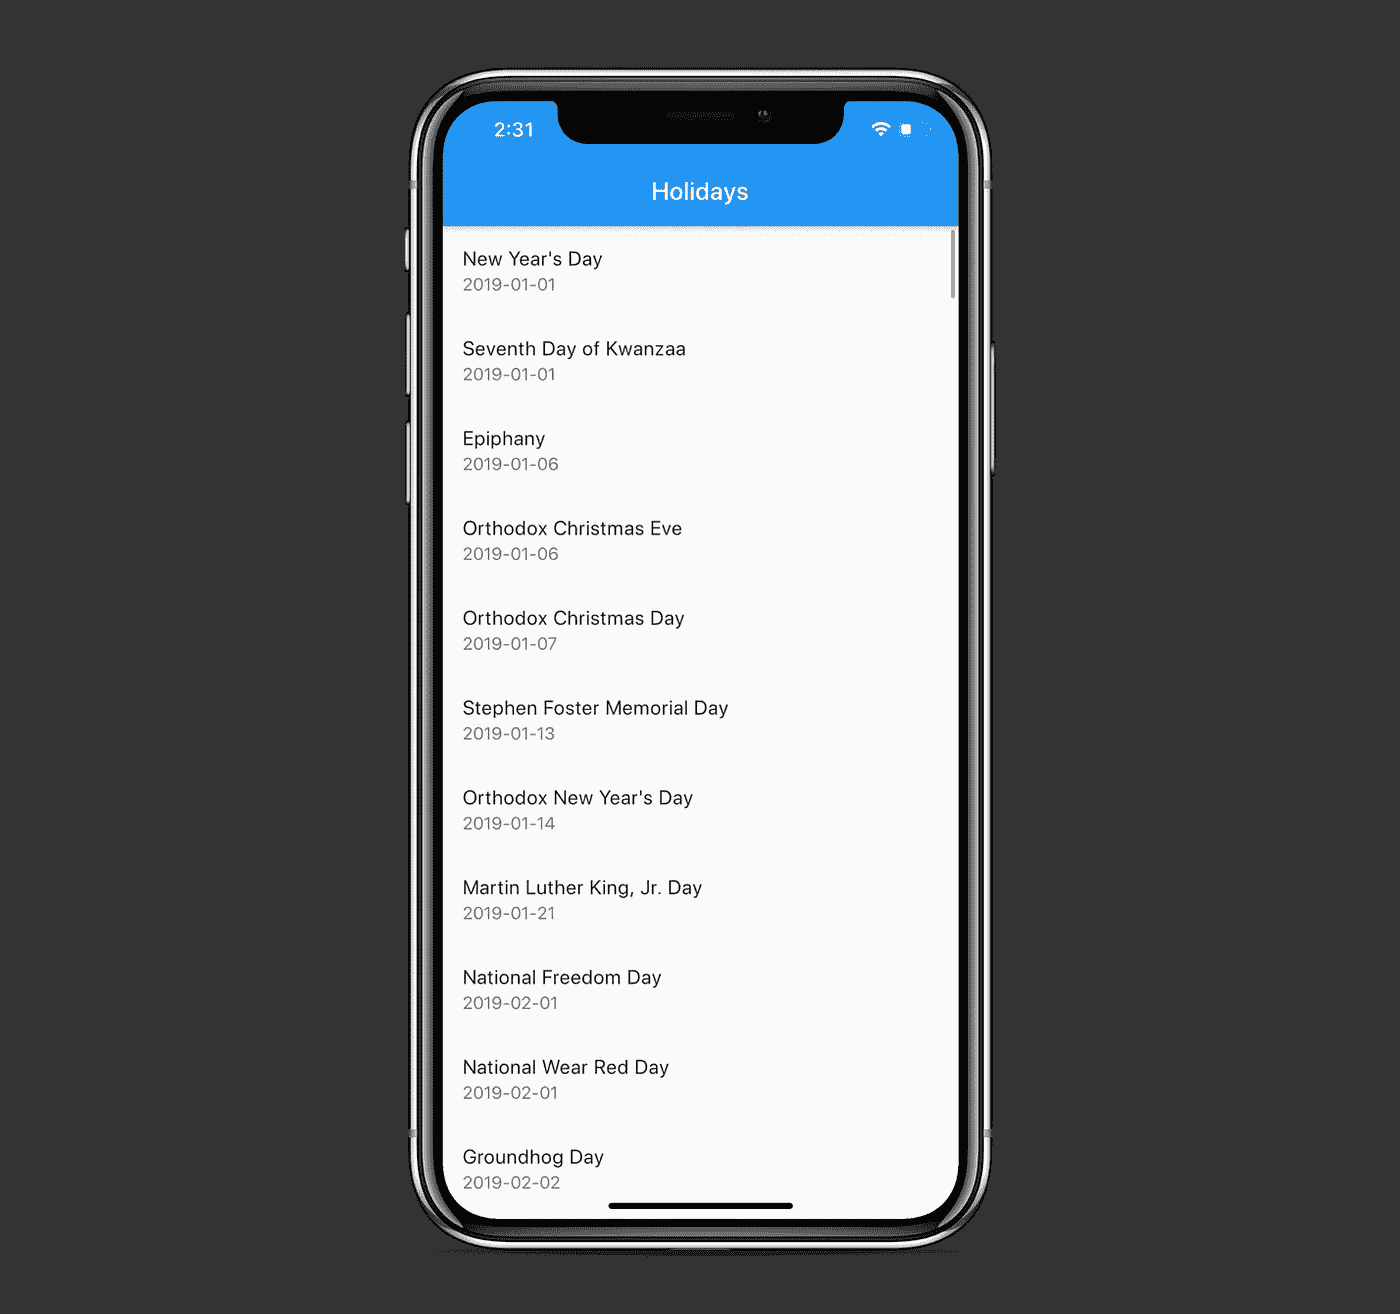 2:31
Holidays
New Year's Day
2019-01-01
Seventh Day of Kwanzaa
2019-01-01
Epiphany
2019-01-06
Orthodox Christmas Eve
2019-01-06
Orthodox Christmas Day
2019-01-07
Stephen Foster Memorial Day
2019-01-13
Orthodox New Year's Day
2019-01-14
Martin Luther King, Jr. Day
2019-01-21
National Freedom Day
2019-02-01
National Wear Red Day
2019-02-01
Groundhog Day
2019-02-02